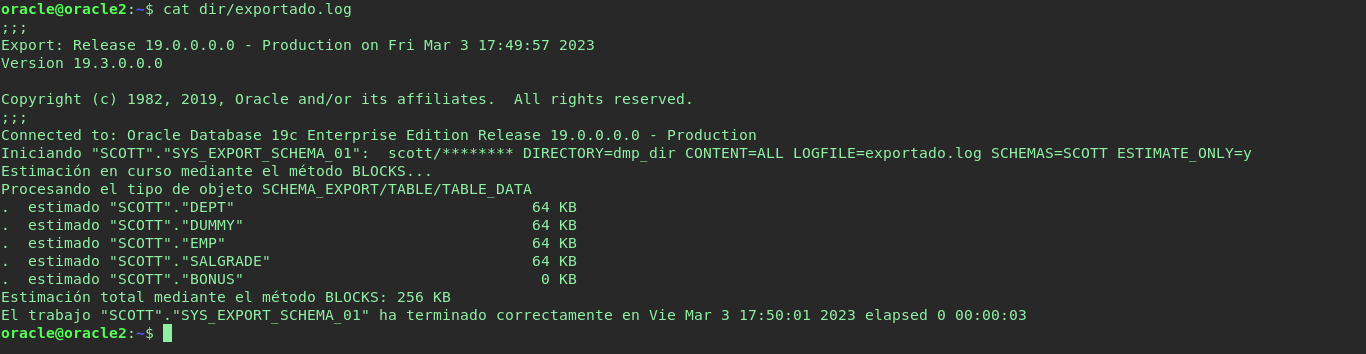 oracle@oracle2:~$ cat dir/exportado.log
;;;
Export: Release 19.0.0.0.0 - Production on Fri Mar 3 17:49:57 2023
Version 19.3.0.0.0
Copyright (c) 1982, 2019, Oracle and/or its affiliates.  All rights reserved.
;;;
Connected to: Oracle Database 19c Enterprise Edition Release 19.0.0.0.0 - Production
Iniciando "SCOTT"."SYS_EXPORT_SCHEMA_01":  scott/******** DIRECTORY=dmp_dir CONTENT=ALL LOGFILE=exportado.log SCHEMAS=SCOTT ESTIMATE_ONLY=y
Estimación en curso mediante el método BLOCKS...
Procesando el tipo de objeto SCHEMA_EXPORT/TABLE/TABLE_DATA
.  estimado "SCOTT"."DEPT"                                 64 KB
.  estimado "SCOTT"."DUMMY"                                64 KB
.  estimado "SCOTT"."EMP"                                  64 KB
.  estimado "SCOTT"."SALGRADE"                             64 KB
.  estimado "SCOTT"."BONUS"                                 0 KB
Estimación total mediante el método BLOCKS: 256 KB
El trabajo "SCOTT"."SYS_EXPORT_SCHEMA_01" ha terminado correctamente en Vie Mar 3 17:50:01 2023 elapsed 0 00:00:03
oracle@oracle2:~$